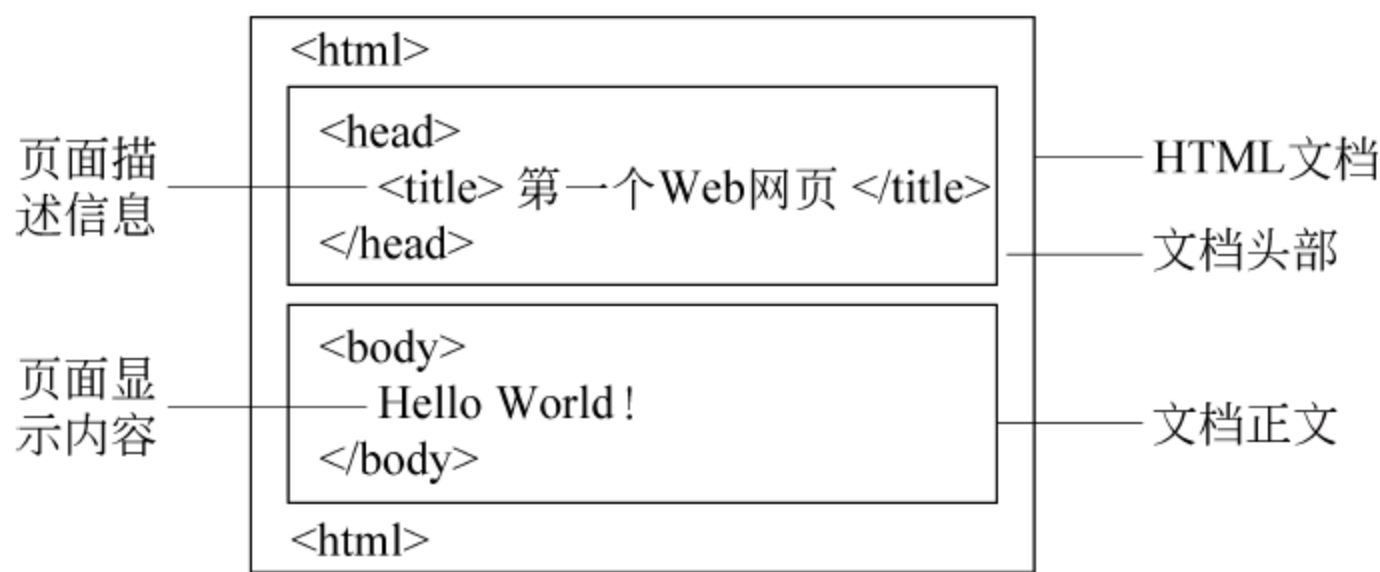 <html>
<head>
页面描
述信息
<title> 第一个Web网页 </title>
</head>
HTML文档
文档头部
<body>
页面显
示内容
Hello World!
</body>
文档正文
<html>